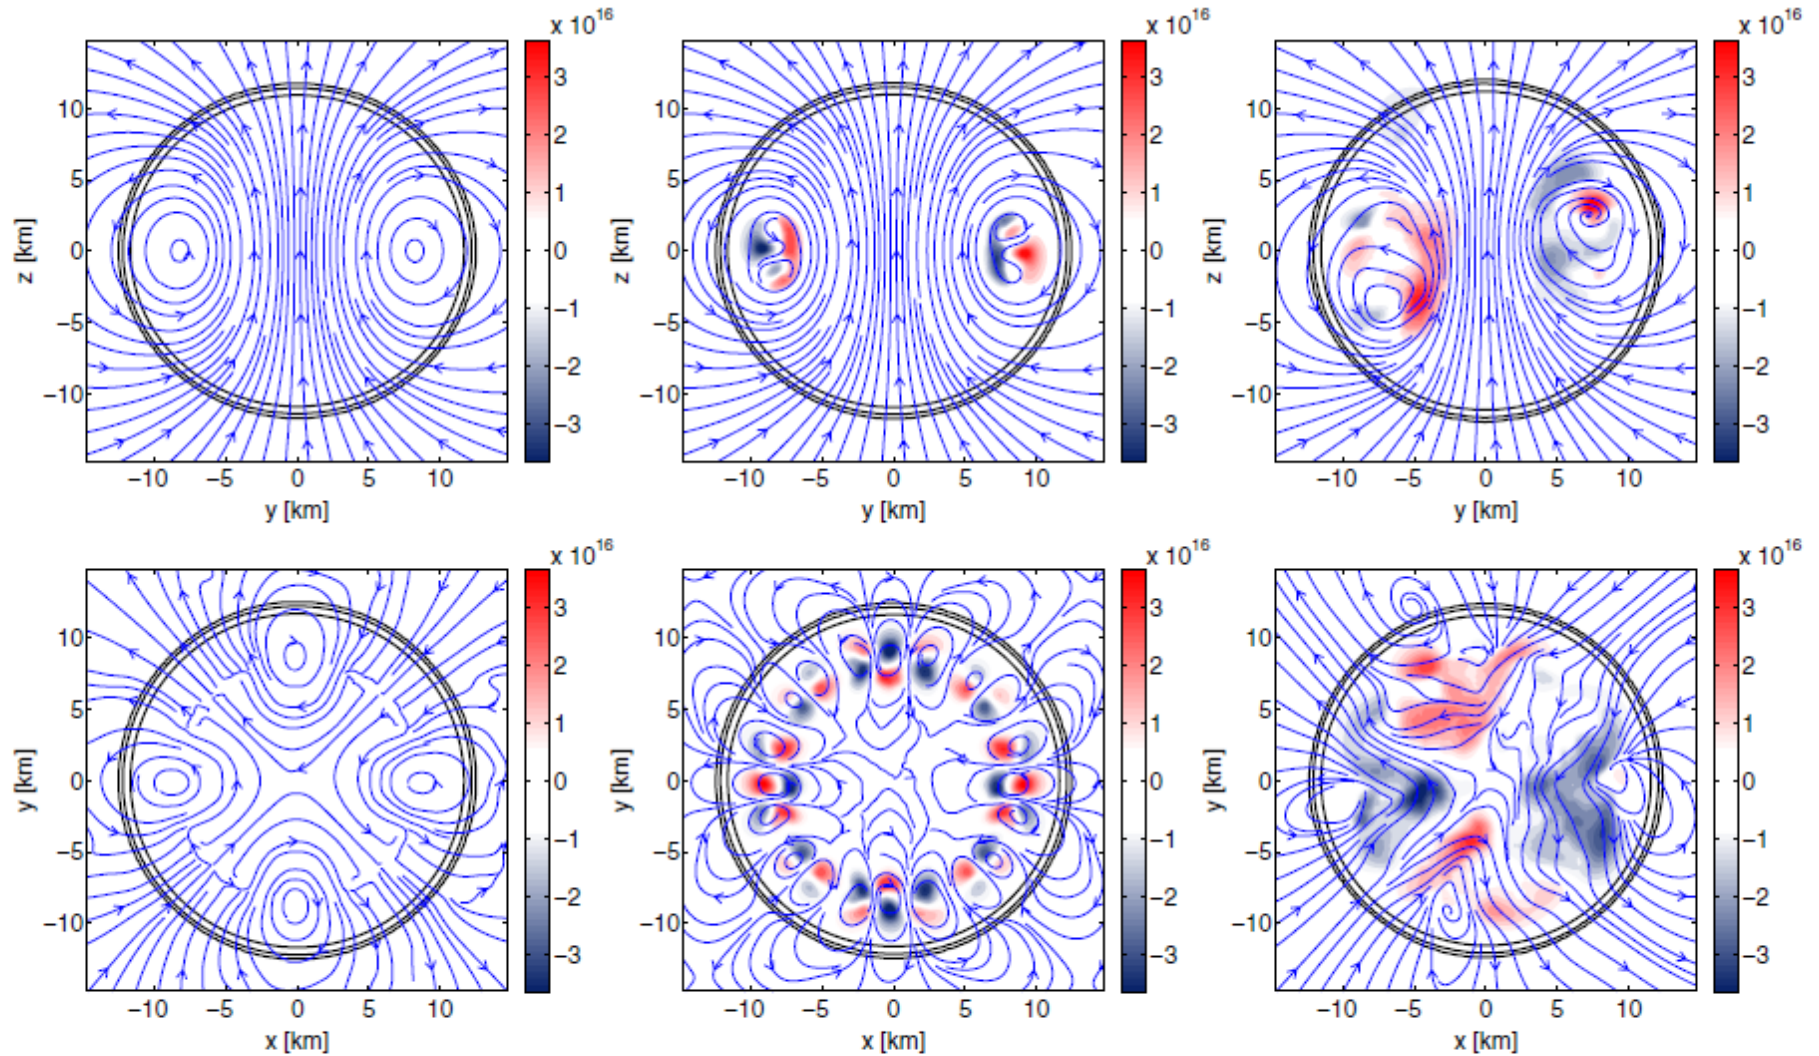 x 10^16 x 10^16 x 10^16
10 5 0 −5 −10 3 2 1 0 −1 −2 −3 10 5 0 −5 −10 3 2 1 0 −1 −2 −3 10 5 0 −5 −10 3 2 1 0 −1 −2 −3
z [km] z [km] z [km]
−10 −5 0 5 10 −10 −5 0 5 10 −10 −5 0 5 10
y [km] y [km] y [km]
x 10^16 x 10^16 x 10^16
10 5 0 −5 −10 3 2 1 0 −1 −2 −3 10 5 0 −5 −10 3 2 1 0 −1 −2 −3 10 5 0 −5 −10 3 2 1 0 −1 −2 −3
y [km] y [km] y [km]
−10 −5 0 5 10 −10 −5 0 5 10 −10 −5 0 5 10
x [km] x [km] x [km]